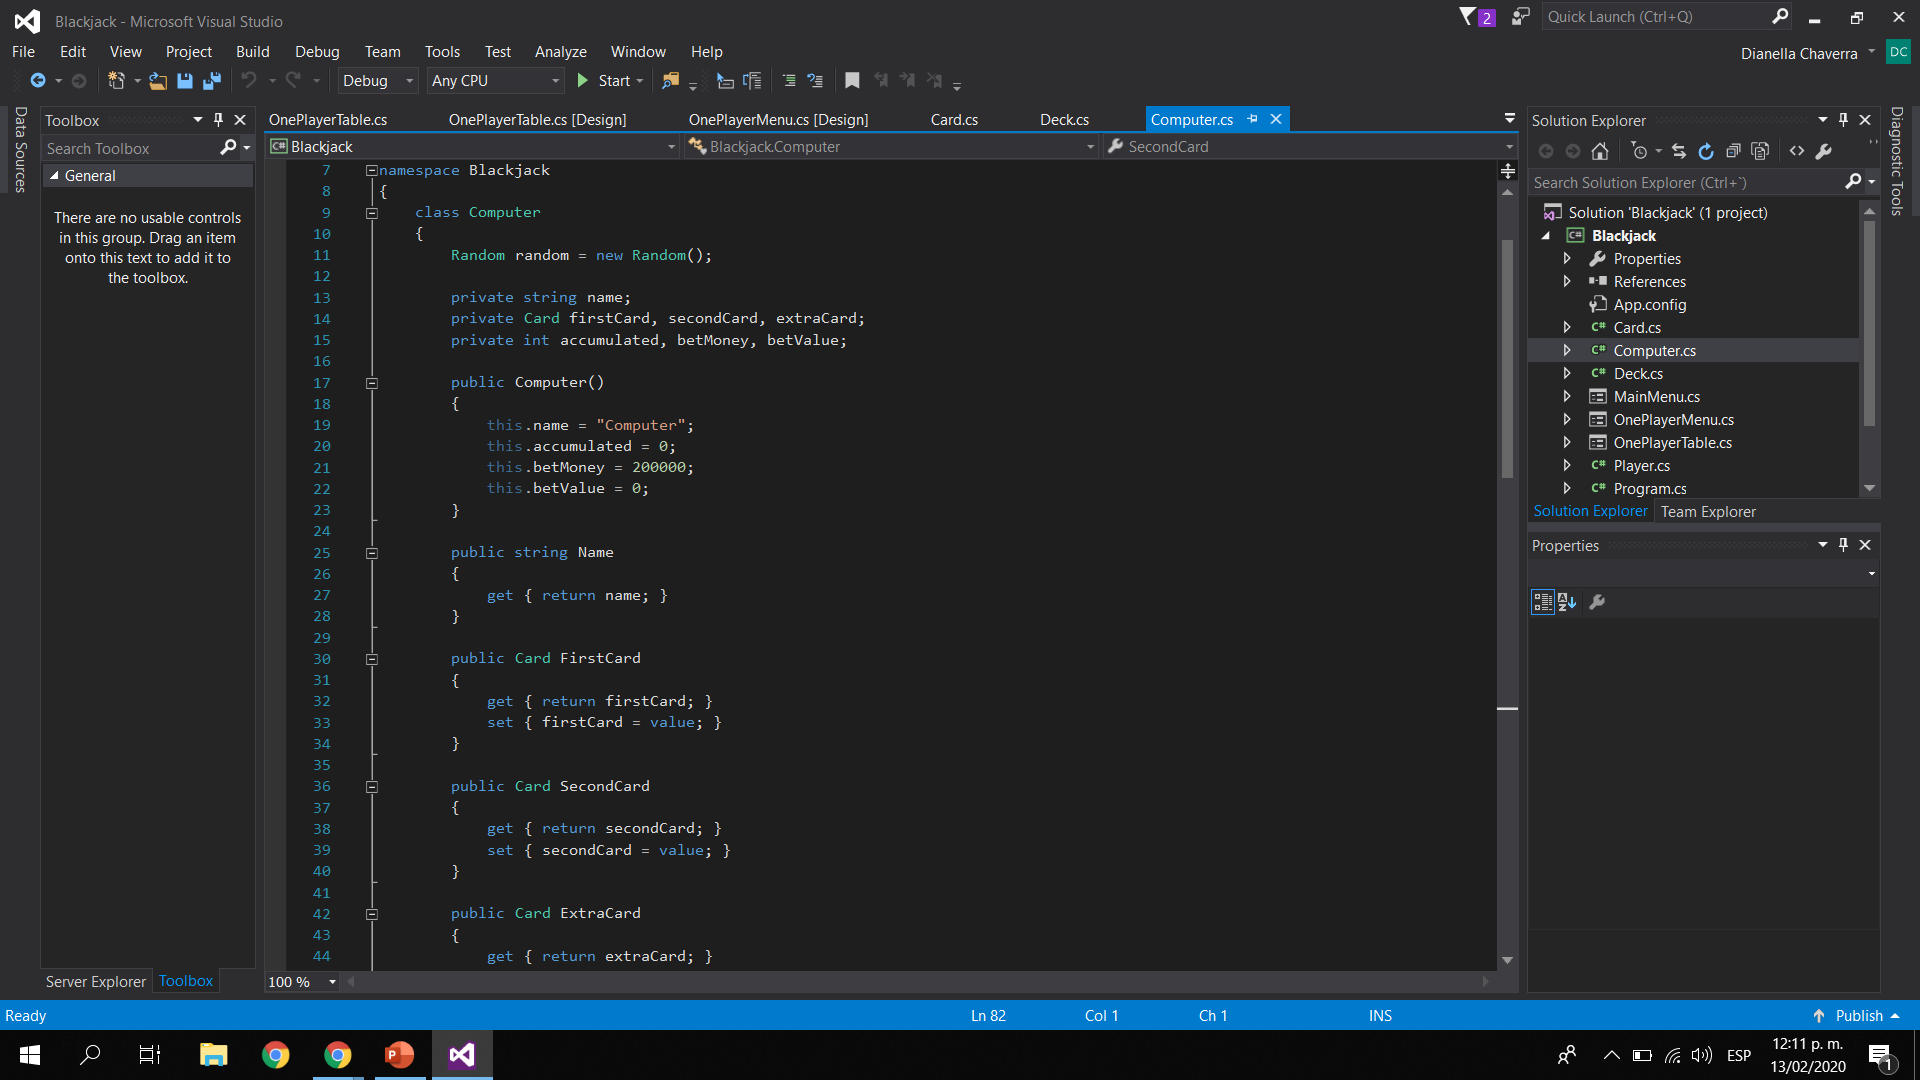 Blackjack - Microsoft Visual Studio
2
Quick Launch (Ctrl+Q)
File Edit View Project Build Debug Team Tools Test Analyze Window Help
Dianella Chaverra
DC
Debug Any CPU Start
Data Sources
Toolbox
Search Toolbox
General
There are no usable controls
in this group. Drag an item
onto this text to add it to
the toolbox.
Server Explorer Toolbox
OnePlayerTable.cs OnePlayerTable.cs [Design] OnePlayerMenu.cs [Design] Card.cs Deck.cs Computer.cs
C# Blackjack Blackjack.Computer SecondCard
7 namespace Blackjack
8 {
9 class Computer
10 {
11 Random random = new Random();
12
13 private string name;
14 private Card firstCard, secondCard, extraCard;
15 private int accumulated, betMoney, betValue;
16
17 public Computer()
18 {
19 this.name = "Computer";
20 this.accumulated = 0;
21 this.betMoney = 200000;
22 this.betValue = 0;
23 }
24
25 public string Name
26 {
27 get { return name; }
28 }
29
30 public Card FirstCard
31 {
32 get { return firstCard; }
33 set { firstCard = value; }
34 }
35
36 public Card SecondCard
37 {
38 get { return secondCard; }
39 set { secondCard = value; }
40 }
41
42 public Card ExtraCard
43 {
44 get { return extraCard; }
100 %
Solution Explorer
Search Solution Explorer (Ctrl+`)
Solution 'Blackjack' (1 project)
C# Blackjack
Properties
References
App.config
C# Card.cs
C# Computer.cs
C# Deck.cs
MainMenu.cs
OnePlayerMenu.cs
OnePlayerTable.cs
C# Player.cs
C# Program.cs
Solution Explorer Team Explorer
Properties
Diagnostic Tools
Ready Ln 82 Col 1 Ch 1 INS Publish
ESP
12:11 p. m.
13/02/2020
1